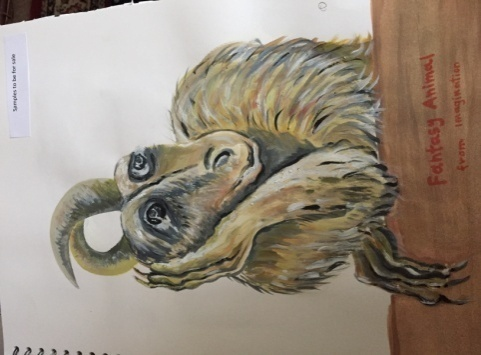 Samples to be for sale
Fantasy Animal
from imagination